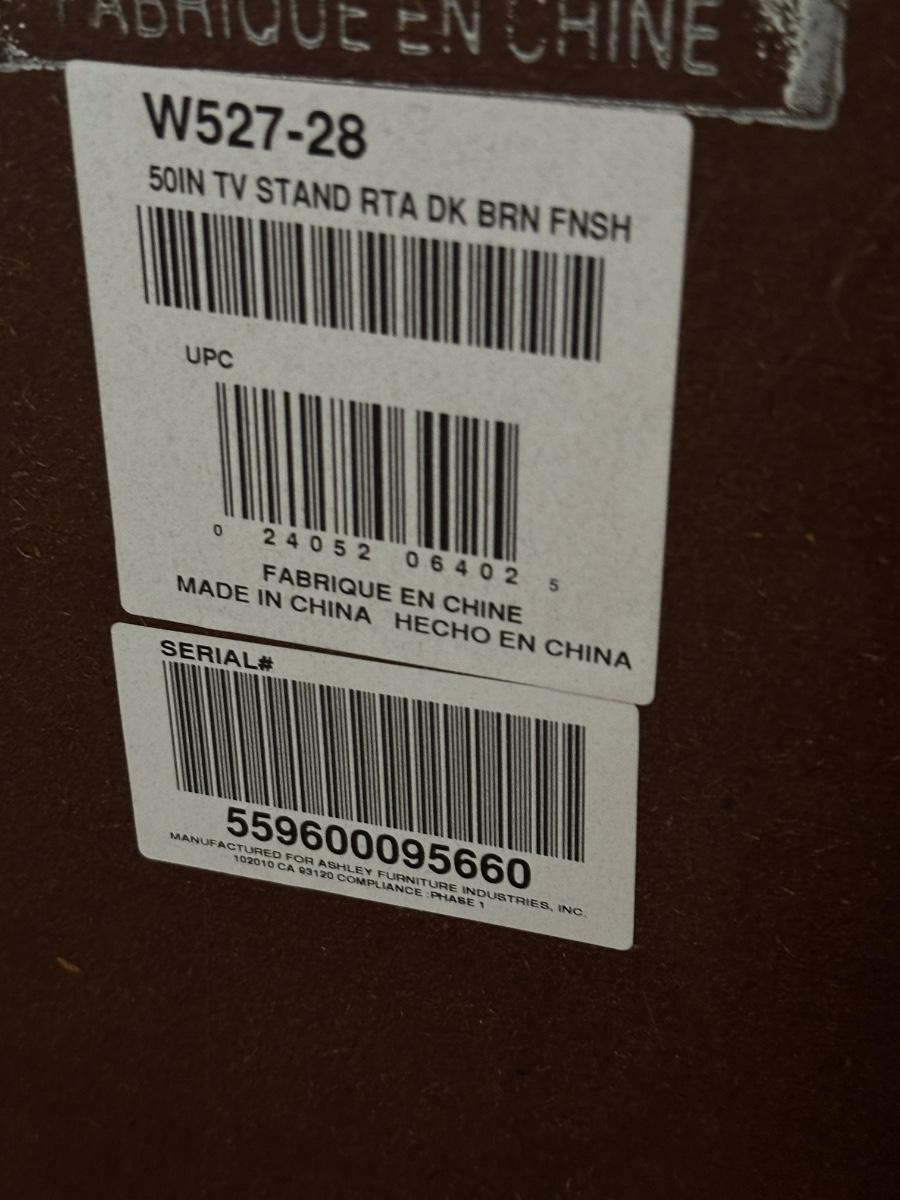 FABRIQUE EN CHINE
W527-28
50IN TV STAND RTA DK BRN FNSH
UPC
0 24052 06402 5
FABRIQUE EN CHINE
MADE IN CHINA HECHO EN CHINA
SERIAL#
559600095660
MANUFACTURED FOR ASHLEY FURNITURE INDUSTRIES, INC.
102010 CA 93120 COMPLIANCE :PHASE 1